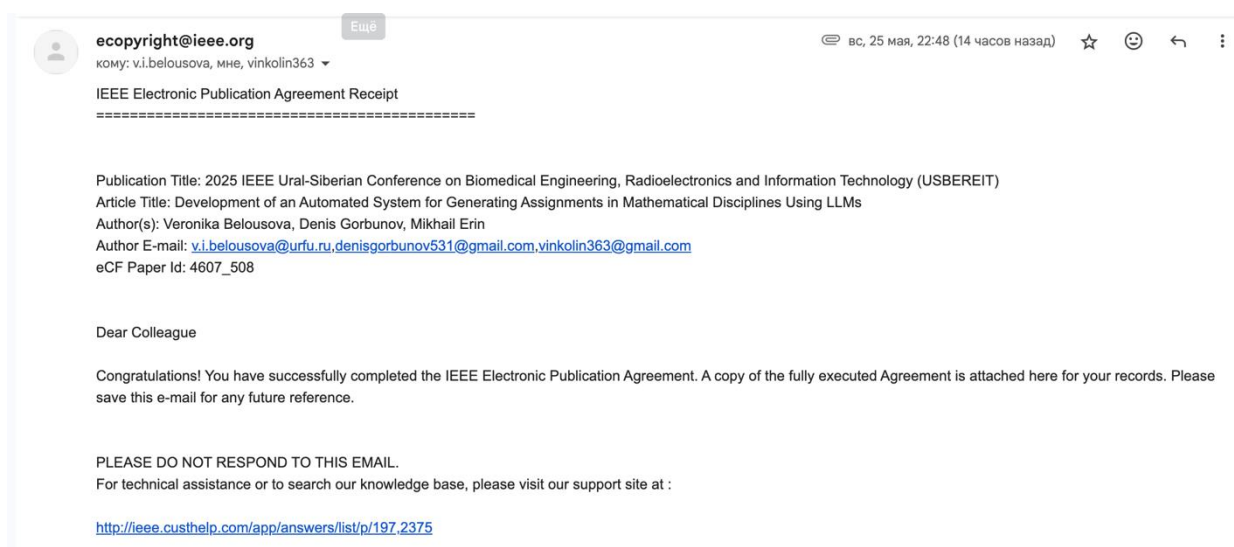 Ещё
ecopyright@ieee.org
вс, 25 мая, 22:48 (14 часов назад)
кому: v.i.belousova, мне, vinkolin363
IEEE Electronic Publication Agreement Receipt
=============================================
Publication Title: 2025 IEEE Ural-Siberian Conference on Biomedical Engineering, Radioelectronics and Information Technology (USBEREIT)
Article Title: Development of an Automated System for Generating Assignments in Mathematical Disciplines Using LLMs
Author(s): Veronika Belousova, Denis Gorbunov, Mikhail Erin
Author E-mail: v.i.belousova@urfu.ru,denisgorbunov531@gmail.com,vinkolin363@gmail.com
eCF Paper Id: 4607_508
Dear Colleague
Congratulations! You have successfully completed the IEEE Electronic Publication Agreement. A copy of the fully executed Agreement is attached here for your records. Please
save this e-mail for any future reference.
PLEASE DO NOT RESPOND TO THIS EMAIL.
For technical assistance or to search our knowledge base, please visit our support site at :
http://ieee.custhelp.com/app/answers/list/p/197,2375